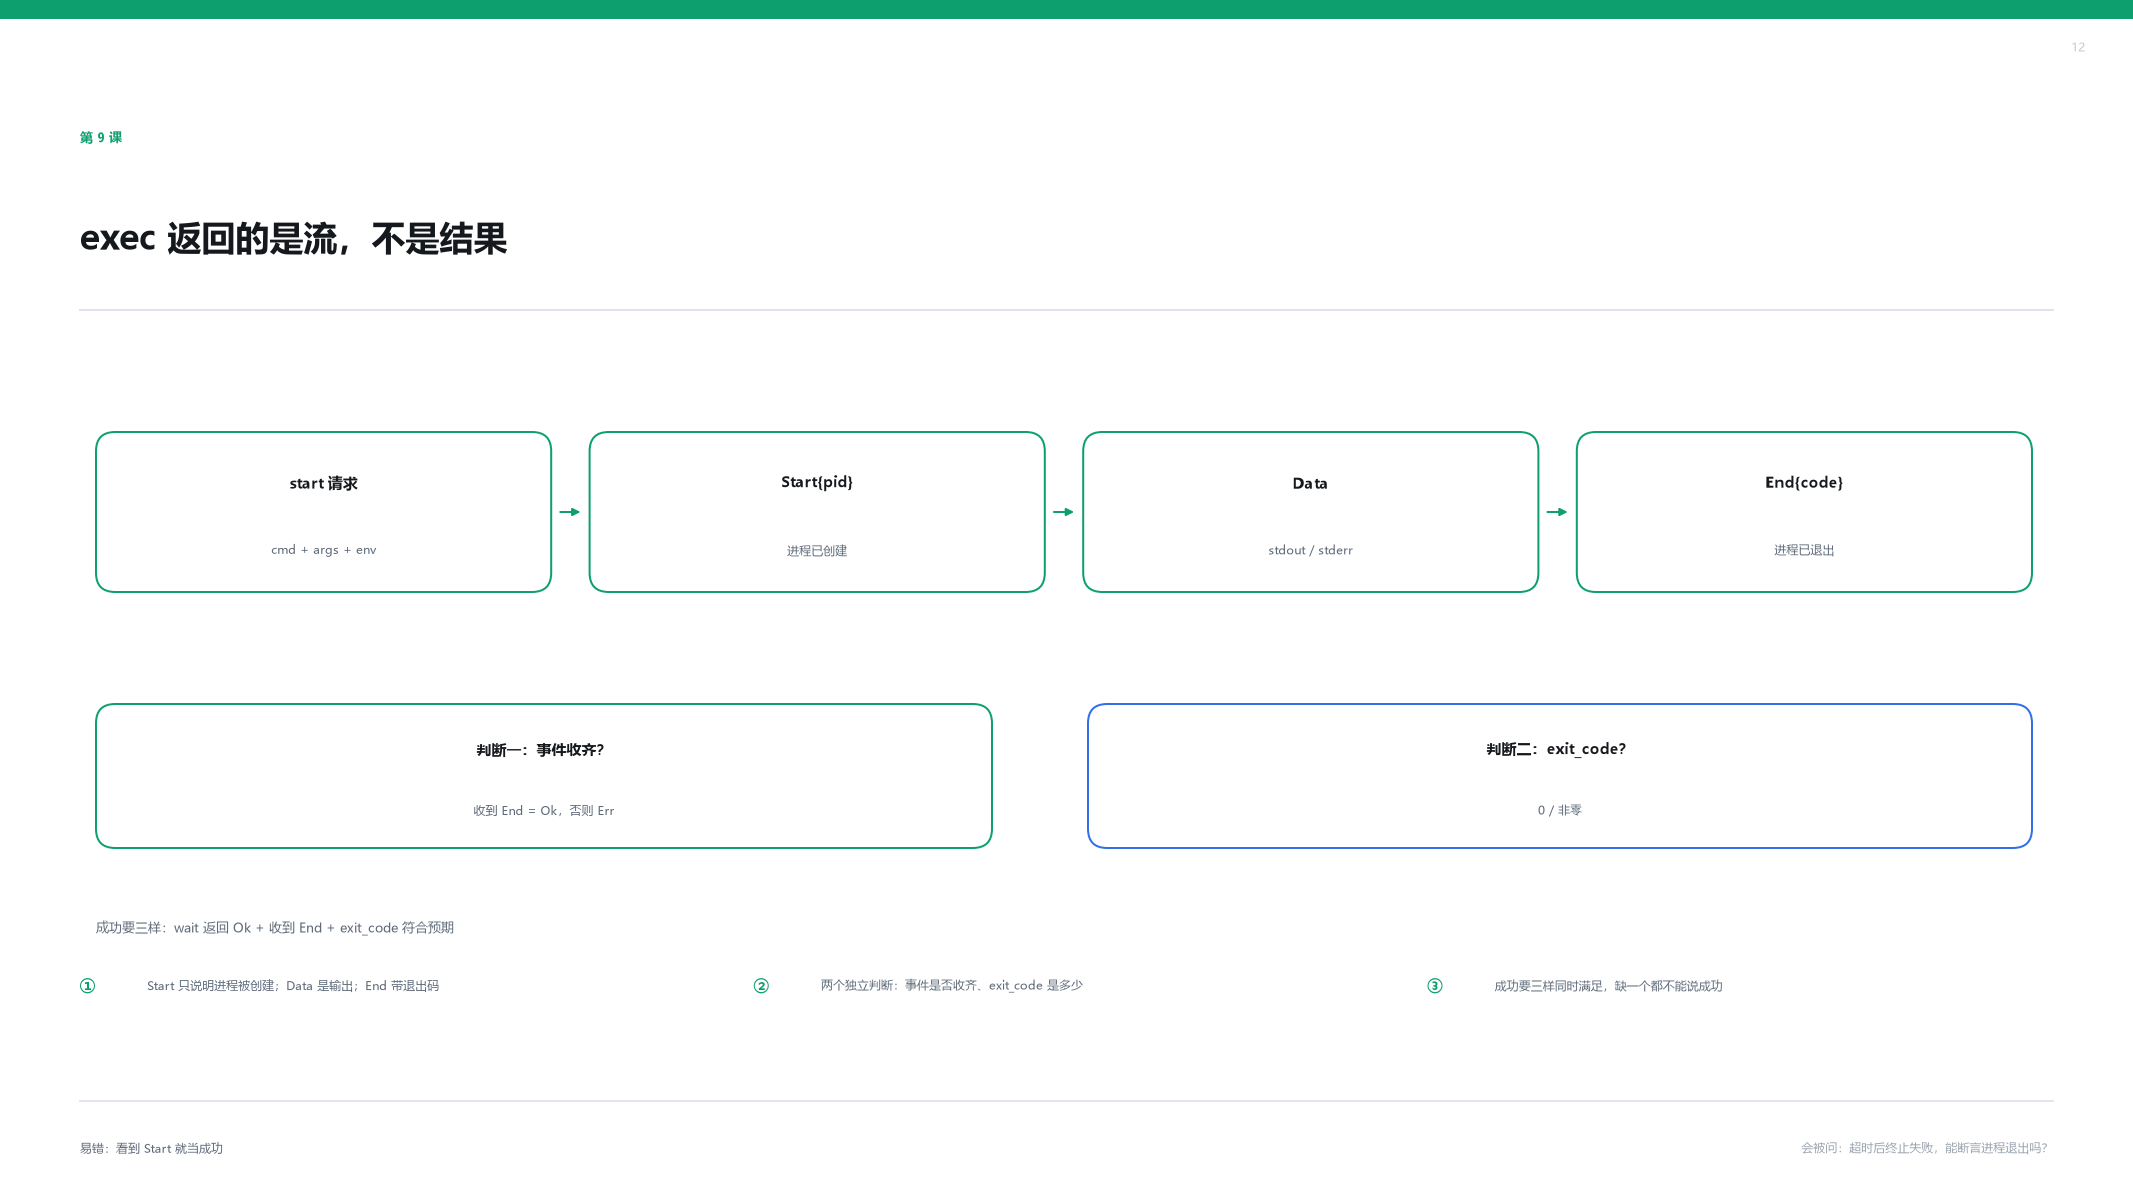 12
第 9 课
exec 返回的是流，不是结果
start 请求
cmd + args + env
Start{pid}
进程已创建
Data
stdout / stderr
End{code}
进程已退出
判断一：事件收齐？
收到 End = Ok，否则 Err
判断二：exit_code？
0 / 非零
成功要三样：wait 返回 Ok + 收到 End + exit_code 符合预期
① Start 只说明进程被创建；Data 是输出；End 带退出码
② 两个独立判断：事件是否收齐、exit_code 是多少
③ 成功要三样同时满足，缺一个都不能说成功
易错：看到 Start 就当成功
会被问：超时后终止失败，能断言进程退出吗？